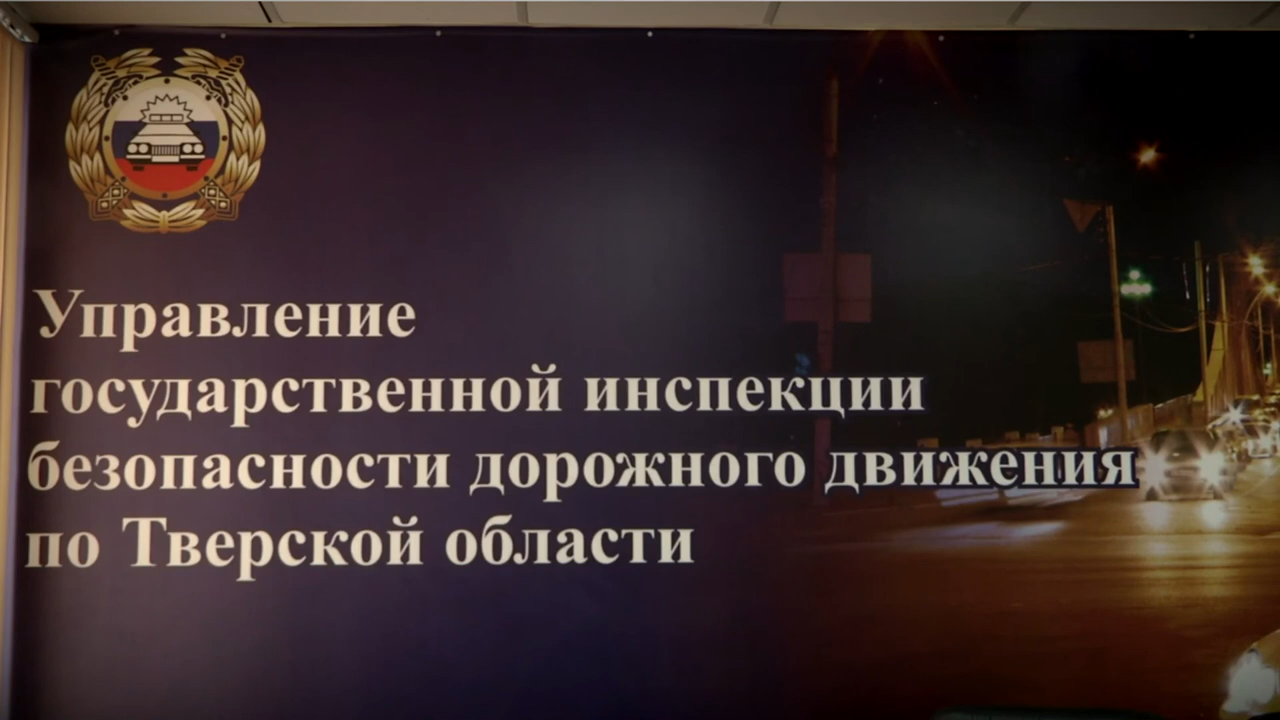 Управление
государственной инспекции
безопасности дорожного движения
по Тверской области